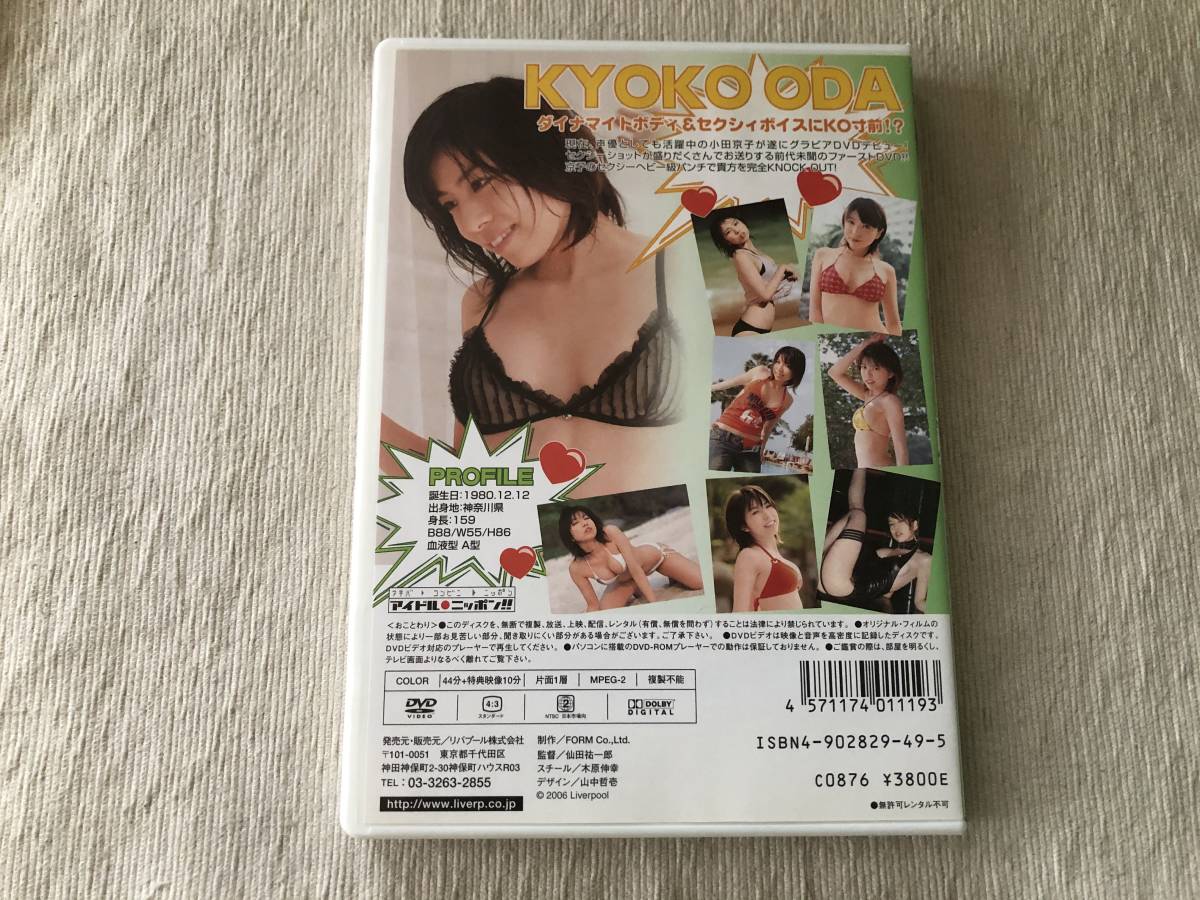 KYOKO ODA
ダイナマイトボディ&セクシィボイスにKO寸前!?
現在、声優としても活躍中の小田京子が遂にグラビアDVDデビュー!
セクシーショットが盛りだくさんでお送りする前代未聞のファーストDVD!!
京子のセクシーヘビー級パンチで貴方を完全KNOCK OUT!
PROFILE
誕生日:1980.12.12
出身地:神奈川県
身長:159
B88/W55/H86
血液型 A型
アキバ コンビニ ニッポン
アイドル●ニッポン!!
<おことわり>●このディスクを、無断で複製、放送、上映、配信、レンタル(有償、無償を問わず)することは法律により禁じられています。 ●オリジナル・フィルムの
状態により一部お見苦しい部分、聞き取りにくい部分がある場合がございます。ご了承下さい。 ●DVDビデオは映像と音声を高密度に記録したディスクです。
DVDビデオ対応のプレーヤーで再生してください。●パソコンに搭載のDVD-ROMプレーヤーでの動作は保証しておりません。●ご鑑賞の際は、部屋を明るくし、
テレビ画面よりなるべく離れてご覧下さい。
COLOR 44分+特典映像10分 片面1層 MPEG-2 複製不能
DVD VIDEO 4:3 スタンダード 2 NTSC 日本市場向 DOLBY DIGITAL
4 571174 011193
発売元・販売元/リバプール株式会社
〒101-0051 東京都千代田区
神田神保町2-30神保町ハウスR03
TEL:03-3263-2855
http://www.liverp.co.jp
制作/FORM Co.,Ltd.
監督/仙田祐一郎
スチール/木原伸幸
デザイン/山中哲壱
© 2006 Liverpool
ISBN4-902829-49-5
C0876 ¥3800E
●無許可レンタル不可